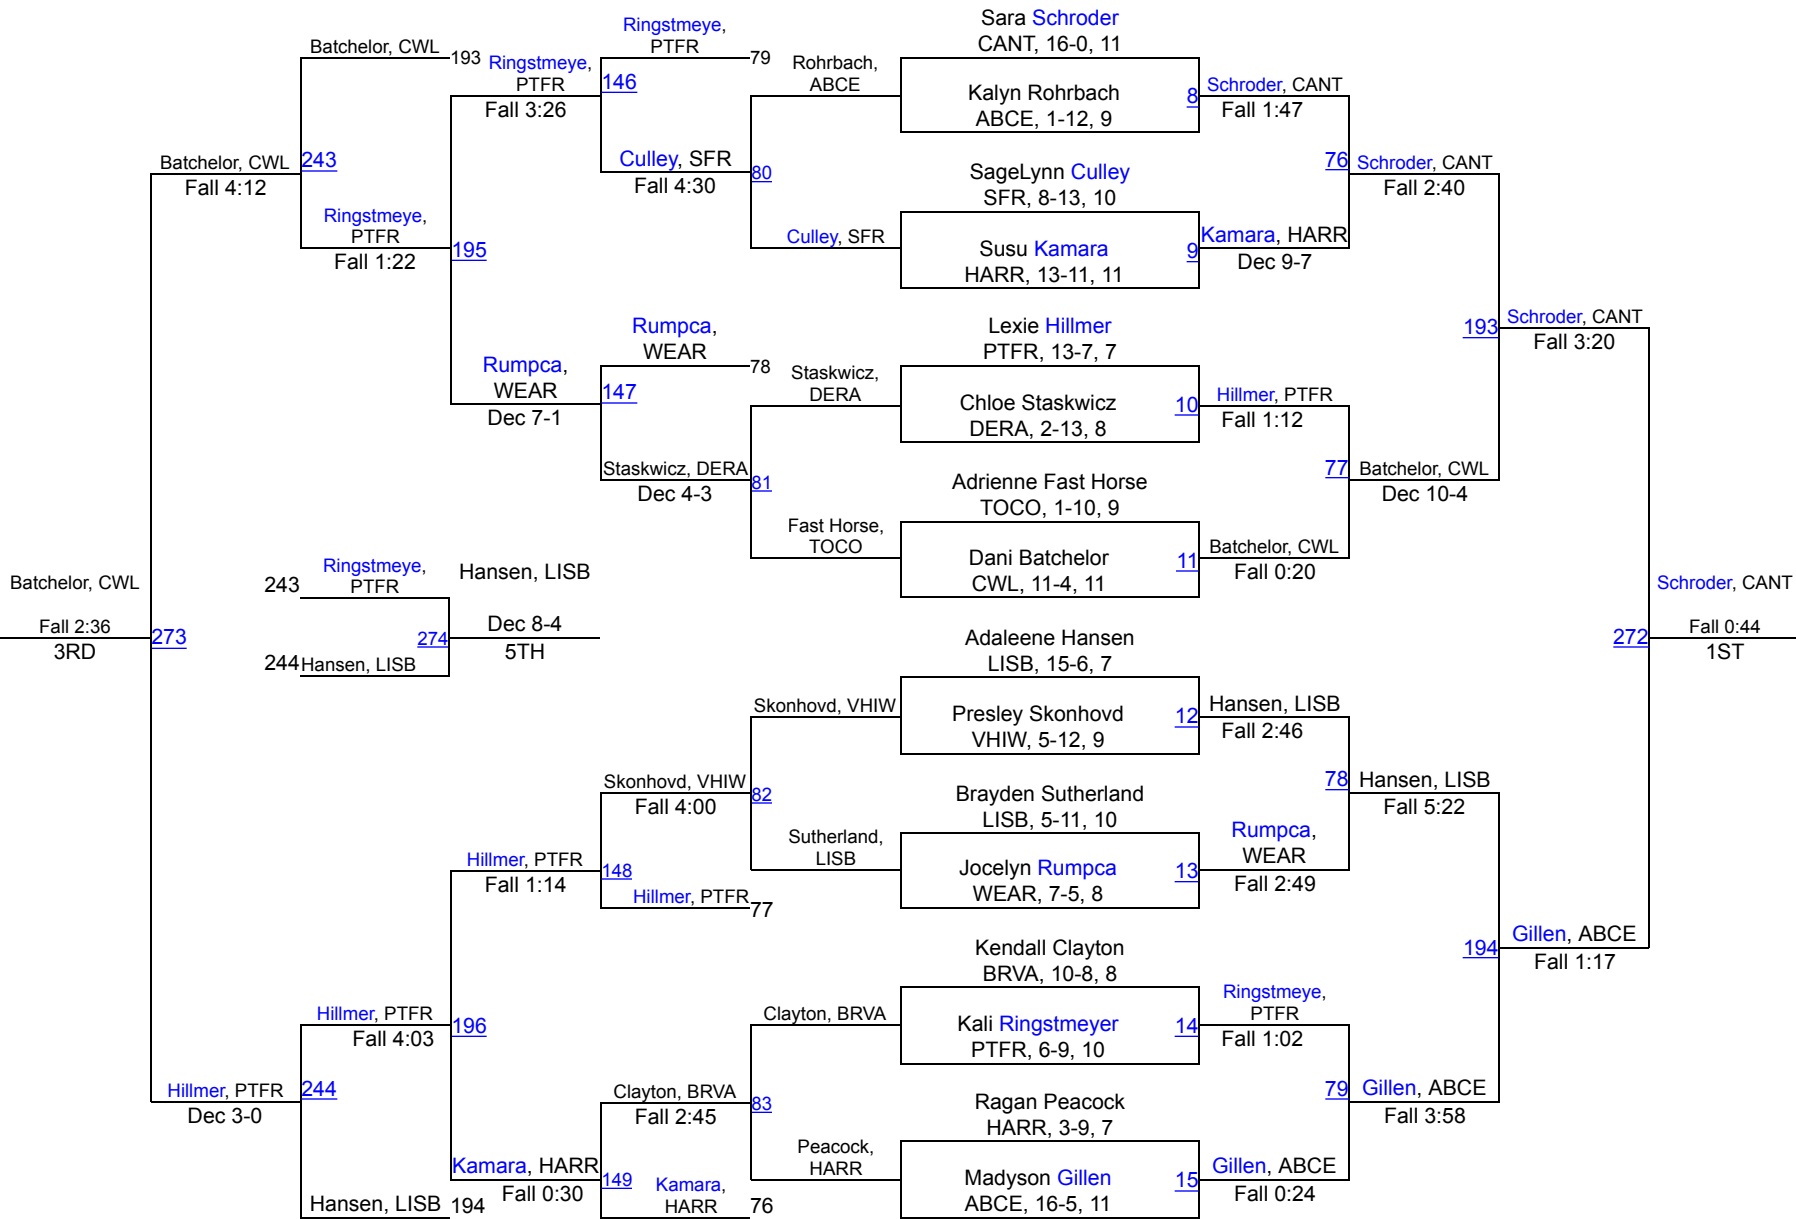 Sara Schroder
CANT, 16-0, 11
Kalyn Rohrbach
ABCE, 1-12, 9
8
SageLynn Culley
SFR, 8-13, 10
Susu Kamara
HARR, 13-11, 11
9
Lexie Hillmer
PTFR, 13-7, 7
Chloe Staskwicz
DERA, 2-13, 8
10
Adrienne Fast Horse
TOCO, 1-10, 9
Dani Batchelor
CWL, 11-4, 11
11
Adaleene Hansen
LISB, 15-6, 7
Presley Skonhovd
VHIW, 5-12, 9
12
Brayden Sutherland
LISB, 5-11, 10
Jocelyn Rumpca
WEAR, 7-5, 8
13
Kendall Clayton
BRVA, 10-8, 8
Kali Ringstmeyer
PTFR, 6-9, 10
14
Ragan Peacock
HARR, 3-9, 7
Madyson Gillen
ABCE, 16-5, 11
15
Schroder, CANT
Fall 1:47
76
Kamara, HARR
Dec 9-7
Hillmer, PTFR
Fall 1:12
77
Batchelor, CWL
Fall 0:20
Hansen, LISB
Fall 2:46
78
Rumpca,
WEAR
Fall 2:49
Ringstmeye,
PTFR
Fall 1:02
79
Gillen, ABCE
Fall 0:24
Schroder, CANT
Fall 2:40
193
Batchelor, CWL
Dec 10-4
Hansen, LISB
Fall 5:22
194
Gillen, ABCE
Fall 3:58
Schroder, CANT
Fall 3:20
272
Gillen, ABCE
Fall 1:17
Schroder, CANT
Fall 0:44
1ST
Rohrbach,
ABCE
80
Culley, SFR
Staskwicz,
DERA
81
Fast Horse,
TOCO
Skonhovd, VHIW
82
Sutherland,
LISB
Clayton, BRVA
83
Peacock,
HARR
Ringstmeye,
PTFR
79
146
Culley, SFR
Fall 4:30
Rumpca,
WEAR
78
147
Staskwicz, DERA
Dec 4-3
Skonhovd, VHIW
Fall 4:00
148
Hillmer, PTFR
77
Clayton, BRVA
Fall 2:45
149
Kamara,
HARR
76
Ringstmeye,
PTFR
Fall 3:26
195
Rumpca,
WEAR
Dec 7-1
Hillmer, PTFR
Fall 1:14
196
Kamara, HARR
Fall 0:30
Batchelor, CWL
193
243
Ringstmeye,
PTFR
Fall 1:22
Hillmer, PTFR
Fall 4:03
244
Hansen, LISB
194
Batchelor, CWL
Fall 4:12
273
Hillmer, PTFR
Dec 3-0
Batchelor, CWL
Fall 2:36
3RD
243
Ringstmeye,
PTFR
274
244
Hansen, LISB
Hansen, LISB
Dec 8-4
5TH